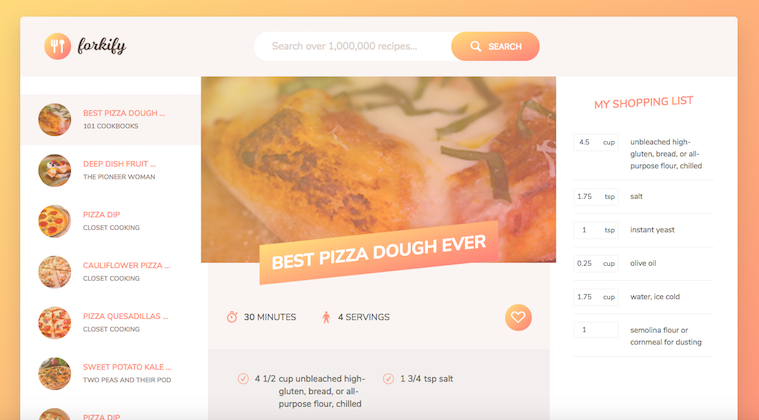 forkify
Search over 1,000,000 recipes...
SEARCH
BEST PIZZA DOUGH ...
101 COOKBOOKS
DEEP DISH FRUIT ...
THE PIONEER WOMAN
PIZZA DIP
CLOSET COOKING
CAULIFLOWER PIZZA ...
CLOSET COOKING
PIZZA QUESADILLAS ...
CLOSET COOKING
SWEET POTATO KALE ...
TWO PEAS AND THEIR POD
PIZZA DIP
BEST PIZZA DOUGH EVER
30 MINUTES
4 SERVINGS
4 1/2 cup unbleached high-
gluten, bread, or all-
purpose flour, chilled
1 3/4 tsp salt
MY SHOPPING LIST
4.5 cup unbleached high-
gluten, bread, or all-
purpose flour, chilled
1.75 tsp salt
1 tsp instant yeast
0.25 cup olive oil
1.75 cup water, ice cold
1 semolina flour or
cornmeal for dusting